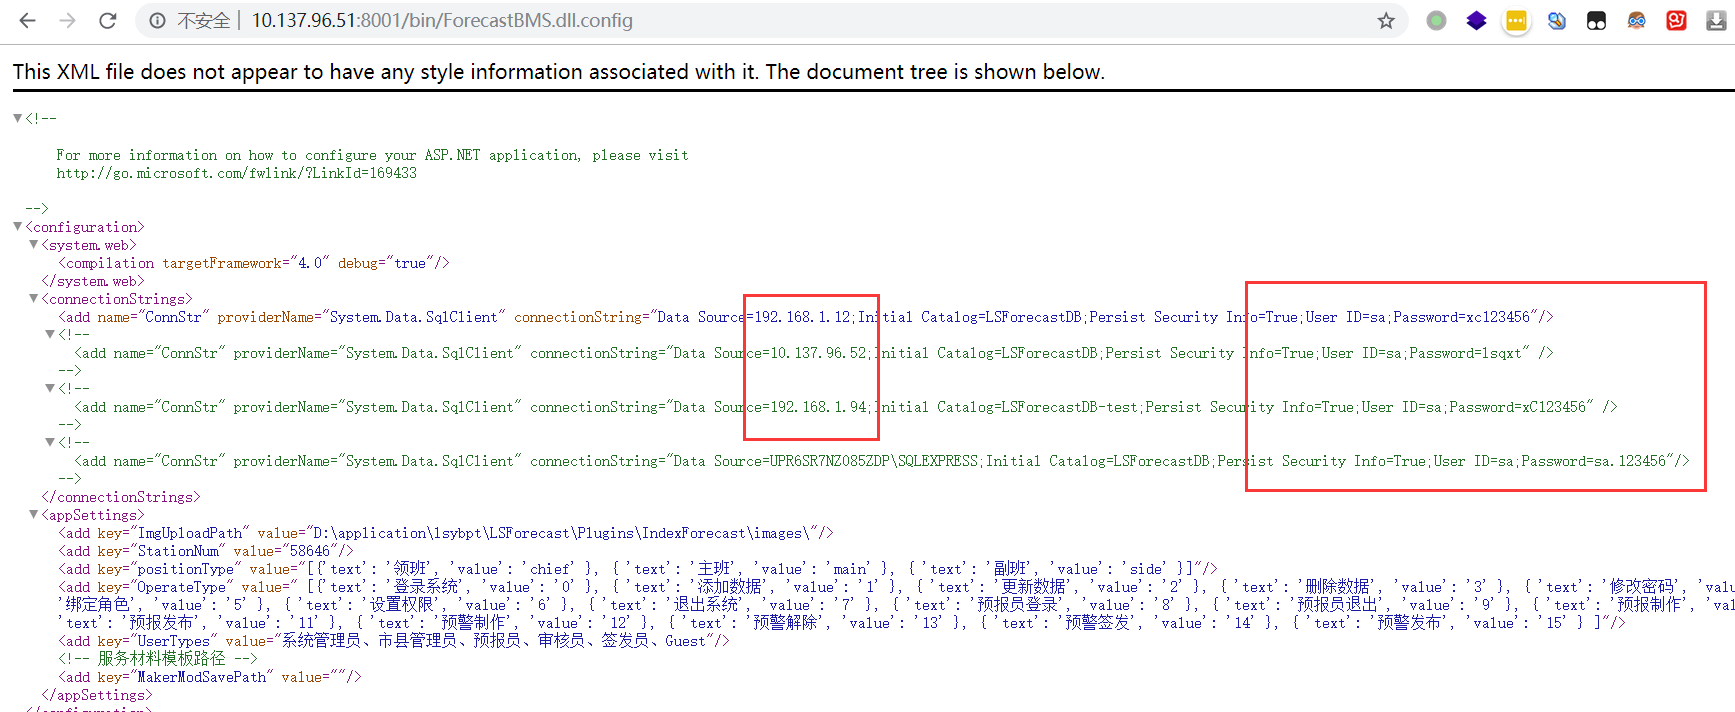 不安全 | 10.137.96.51:8001/bin/ForecastBMS.dll.config
This XML file does not appear to have any style information associated with it. The document tree is shown below.
<!--
For more information on how to configure your ASP.NET application, please visit
http://go.microsoft.com/fwlink/?LinkId=169433
-->
<configuration>
<system.web>
<compilation targetFramework="4.0" debug="true"/>
</system.web>
<connectionStrings>
<add name="ConnStr" providerName="System.Data.SqlClient" connectionString="Data Source=192.168.1.12;Initial Catalog=LSForecastDB;Persist Security Info=True;User ID=sa;Password=xc123456"/>
<!--
<add name="ConnStr" providerName="System.Data.SqlClient" connectionString="Data Source=10.137.96.52;Initial Catalog=LSForecastDB;Persist Security Info=True;User ID=sa;Password=lsqxt" />
-->
<!--
<add name="ConnStr" providerName="System.Data.SqlClient" connectionString="Data Source=192.168.1.94;Initial Catalog=LSForecastDB-test;Persist Security Info=True;User ID=sa;Password=xC123456" />
-->
<!--
<add name="ConnStr" providerName="System.Data.SqlClient" connectionString="Data Source=UPR6SR7NZ085ZDP\SQLEXPRESS;Initial Catalog=LSForecastDB;Persist Security Info=True;User ID=sa;Password=sa.123456"/>
-->
</connectionStrings>
<appSettings>
<add key="ImgUploadPath" value="D:\application\lsybpt\LSForecast\Plugins\IndexForecast\images\"/>
<add key="StationNum" value="58646"/>
<add key="positionType" value="[{'text': '领班', 'value': 'chief' }, { 'text': '主班', 'value': 'main' }, { 'text': '副班', 'value': 'side' }]"/>
<add key="OperateType" value=" [{'text': '登录系统', 'value': '0' }, { 'text': '添加数据', 'value': '1' }, { 'text': '更新数据', 'value': '2' }, { 'text': '删除数据', 'value': '3' }, { 'text': '修改密码', 'valu
'绑定角色', 'value': '5' }, { 'text': '设置权限', 'value': '6' }, { 'text': '退出系统', 'value': '7' }, { 'text': '预报员登录', 'value': '8' }, { 'text': '预报员退出', 'value': '9' }, { 'text': '预报制作', 'val
'text': '预报发布', 'value': '11' }, { 'text': '预警制作', 'value': '12' }, { 'text': '预警解除', 'value': '13' }, { 'text': '预警签发', 'value': '14' }, { 'text': '预警发布', 'value': '15' } ]"/>
<add key="UserTypes" value="系统管理员、市县管理员、预报员、审核员、签发员、Guest"/>
<!-- 服务材料模板路径 -->
<add key="MakerModSavePath" value=""/>
</appSettings>
</configuration>